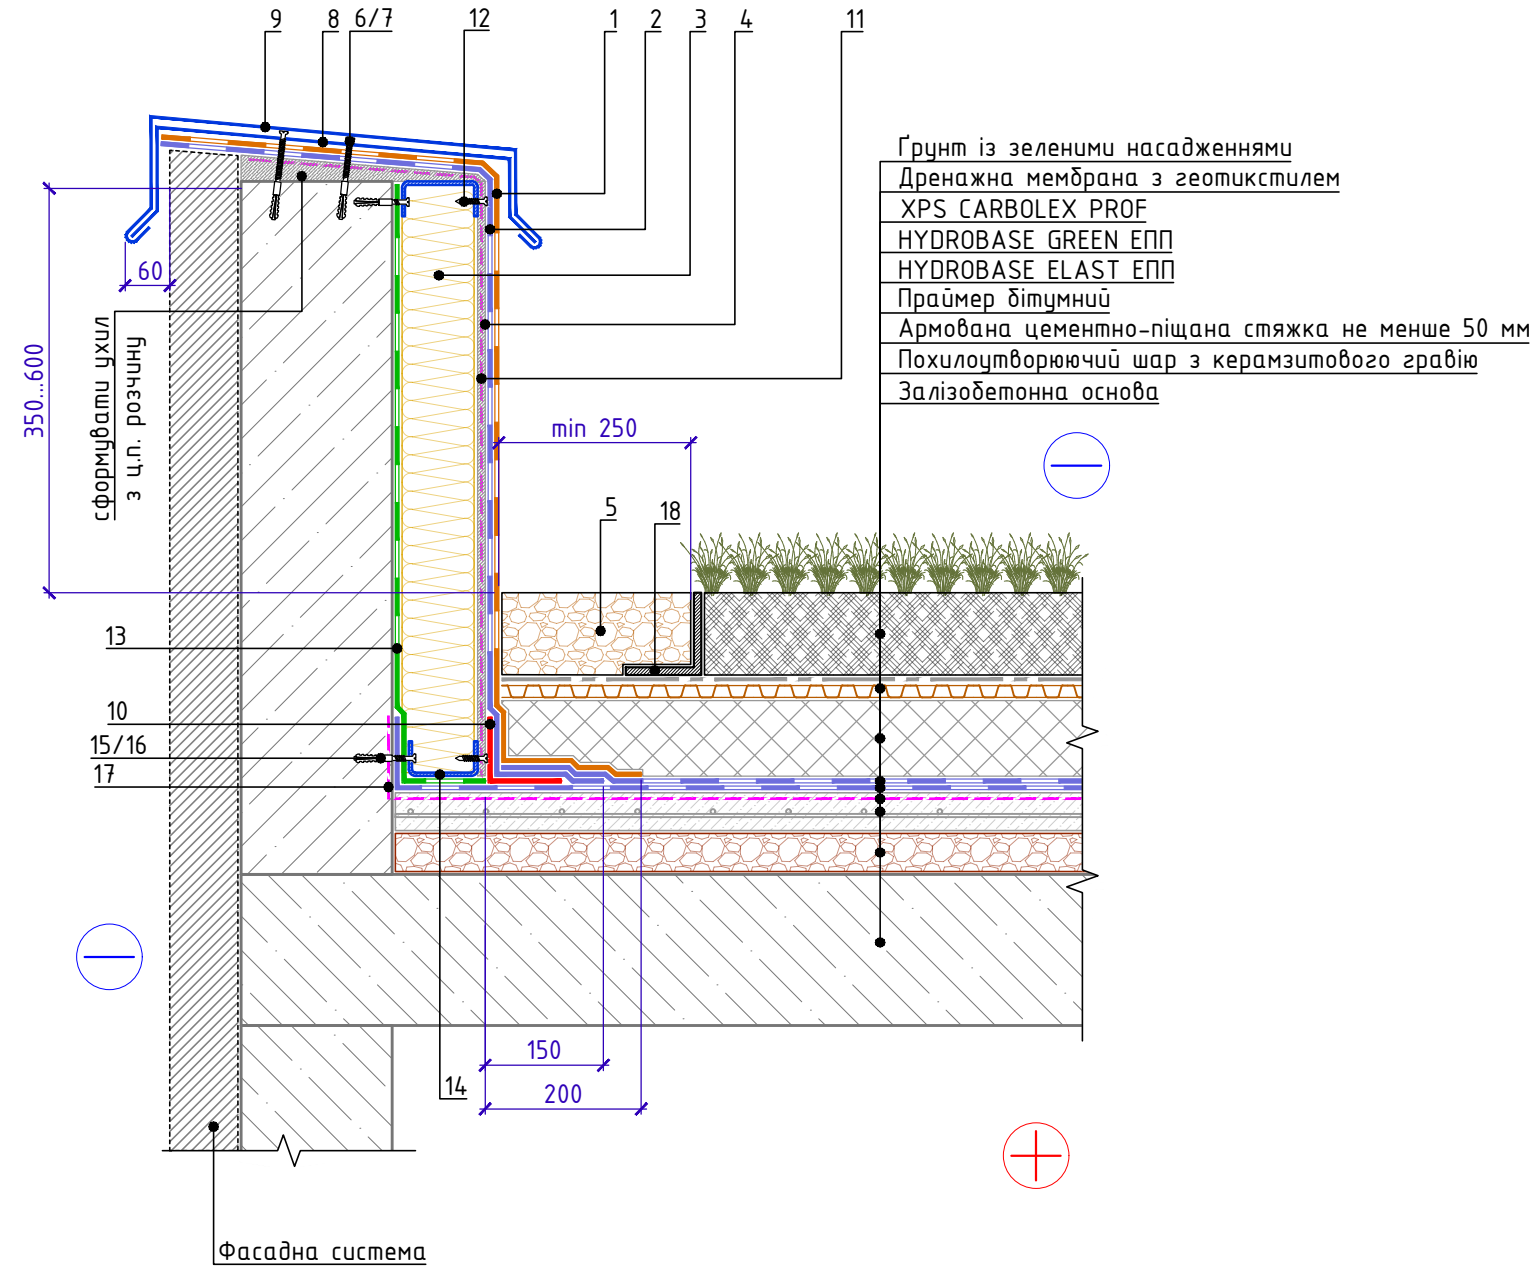 9
8
6/7
12
1
2
3
4
11
Ґрунт із зеленими насадженнями
Дренажна мембрана з геотикстилем
XPS CARBOLEX PROF
HYDROBASE GREEN ЕПП
HYDROBASE ELAST ЕПП
Праймер бітумний
Армована цементно-піщана стяжка не менше 50 мм
Похилоутворюючий шар з керамзитового гравію
Залізобетонна основа
60
350...600
сформувати ухил
з ц.п. розчину
min 250
5
18
13
10
15/16
17
150
200
14
Фасадна система